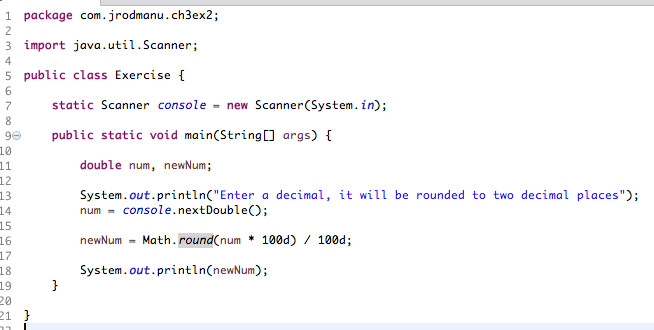 1 package com.jrodmanu.ch3ex2;
2
3 import java.util.Scanner;
4
5 public class Exercise {
6
7     static Scanner console = new Scanner(System.in);
8
9     public static void main(String[] args) {
10
11         double num, newNum;
12
13         System.out.println("Enter a decimal, it will be rounded to two decimal places");
14         num = console.nextDouble();
15
16         newNum = Math.round(num * 100d) / 100d;
17
18         System.out.println(newNum);
19     }
20
21 }
22